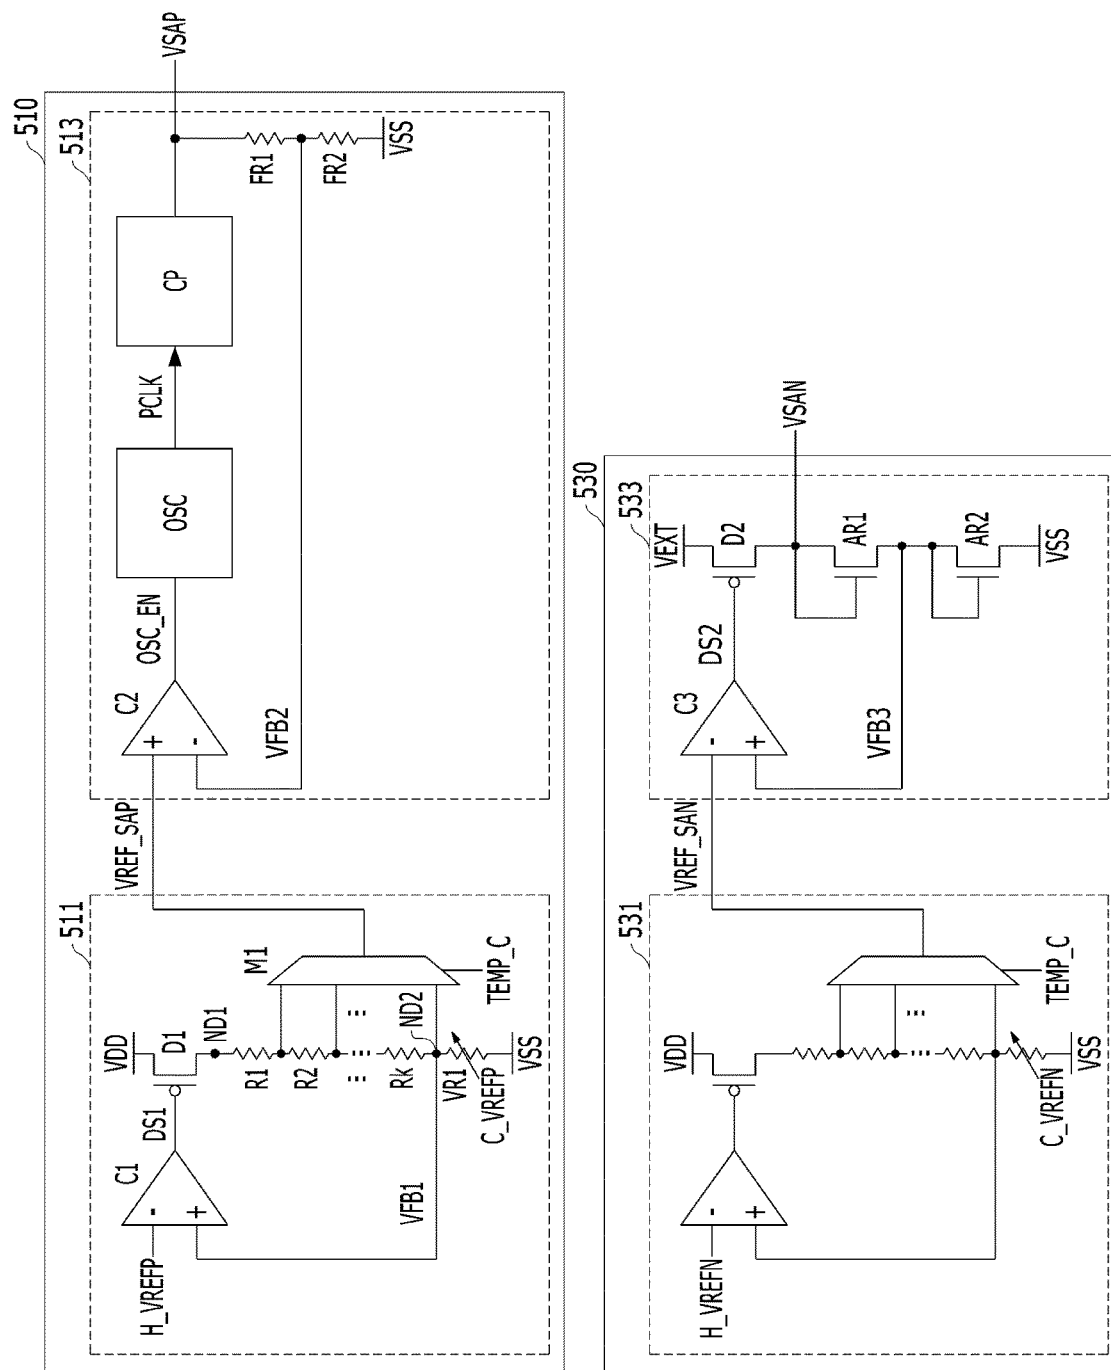 510
511
H_VREFP
-
+
C1
DS1
VDD
D1
ND1
R1
R2
...
...
Rk
ND2
VR1
C_VREFP
VSS
VFB1
M1
TEMP_C
VREF_SAP
513
+
-
C2
OSC_EN
OSC
PCLK
CP
VSAP
FR1
FR2
VSS
VFB2
530
531
H_VREFN
-
+
VDD
...
...
C_VREFN
VSS
TEMP_C
VREF_SAN
533
-
+
C3
DS2
VEXT
D2
VSAN
AR1
AR2
VSS
VFB3